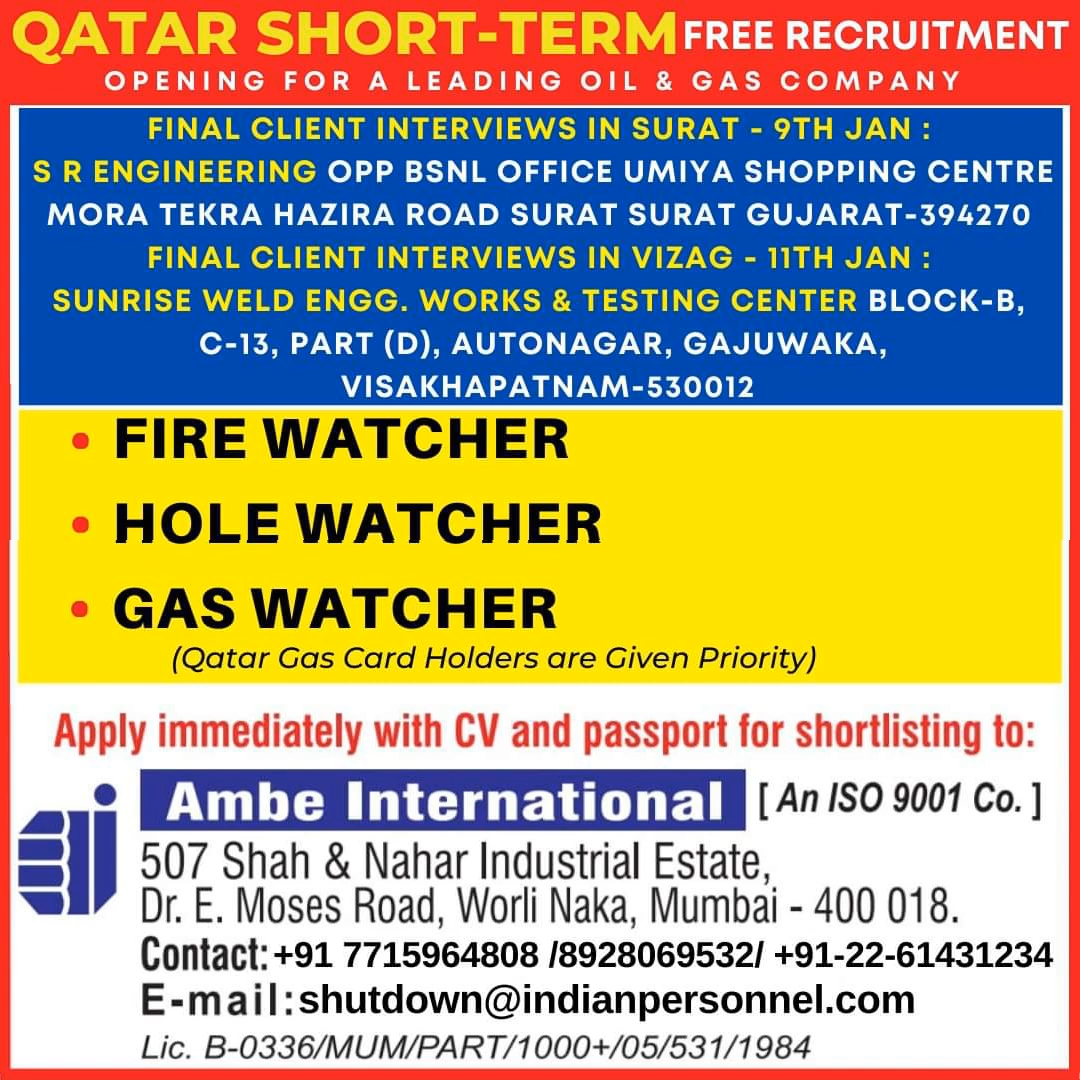 QATAR SHORT-TERM FREE RECRUITMENT
OPENING FOR A LEADING OIL & GAS COMPANY
FINAL CLIENT INTERVIEWS IN SURAT - 9TH JAN :
S R ENGINEERING OPP BSNL OFFICE UMIYA SHOPPING CENTRE
MORA TEKRA HAZIRA ROAD SURAT SURAT GUJARAT-394270
FINAL CLIENT INTERVIEWS IN VIZAG - 11TH JAN :
SUNRISE WELD ENGG. WORKS & TESTING CENTER BLOCK-B,
C-13, PART (D), AUTONAGAR, GAJUWAKA,
VISAKHAPATNAM-530012
• FIRE WATCHER
• HOLE WATCHER
• GAS WATCHER
(Qatar Gas Card Holders are Given Priority)
Apply immediately with CV and passport for shortlisting to:
Ambe International [ An ISO 9001 Co. ]
507 Shah & Nahar Industrial Estate,
Dr. E. Moses Road, Worli Naka, Mumbai - 400 018.
Contact: +91 7715964808 /8928069532/ +91-22-61431234
E-mail: shutdown@indianpersonnel.com
Lic. B-0336/MUM/PART/1000+/05/531/1984